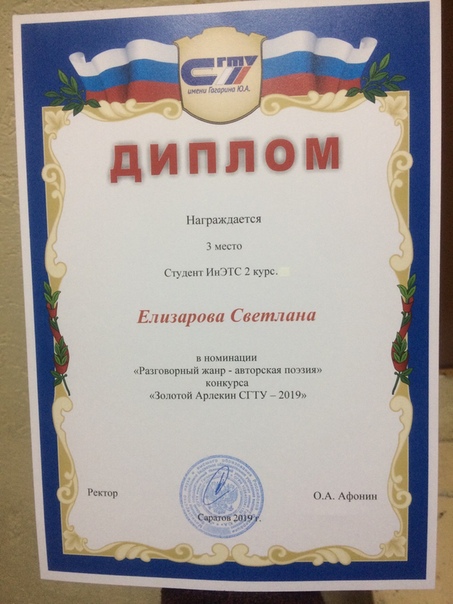 СГТУ
имени Гагарина Ю.А.
ДИПЛОМ
Награждается
3 место
Студент ИнЭТС 2 курс.
Елизарова Светлана
в номинации
«Разговорный жанр - авторская поэзия»
конкурса
«Золотой Арлекин СГТУ – 2019»
Ректор
О.А. Афонин
Саратов 2019 г.